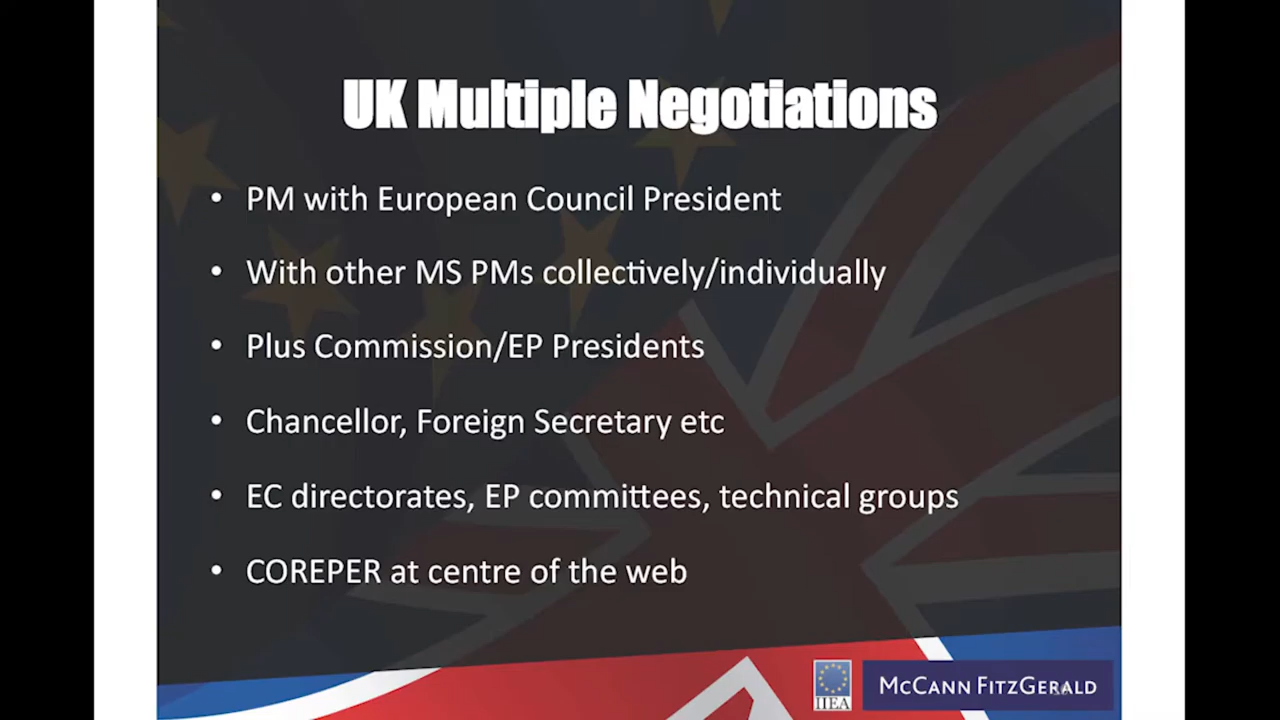 UK Multiple Negotiations
• PM with European Council President
• With other MS PMs collectively/individually
• Plus Commission/EP Presidents
• Chancellor, Foreign Secretary etc
• EC directorates, EP committees, technical groups
• COREPER at centre of the web
IIEA
McCANN FITZGERALD